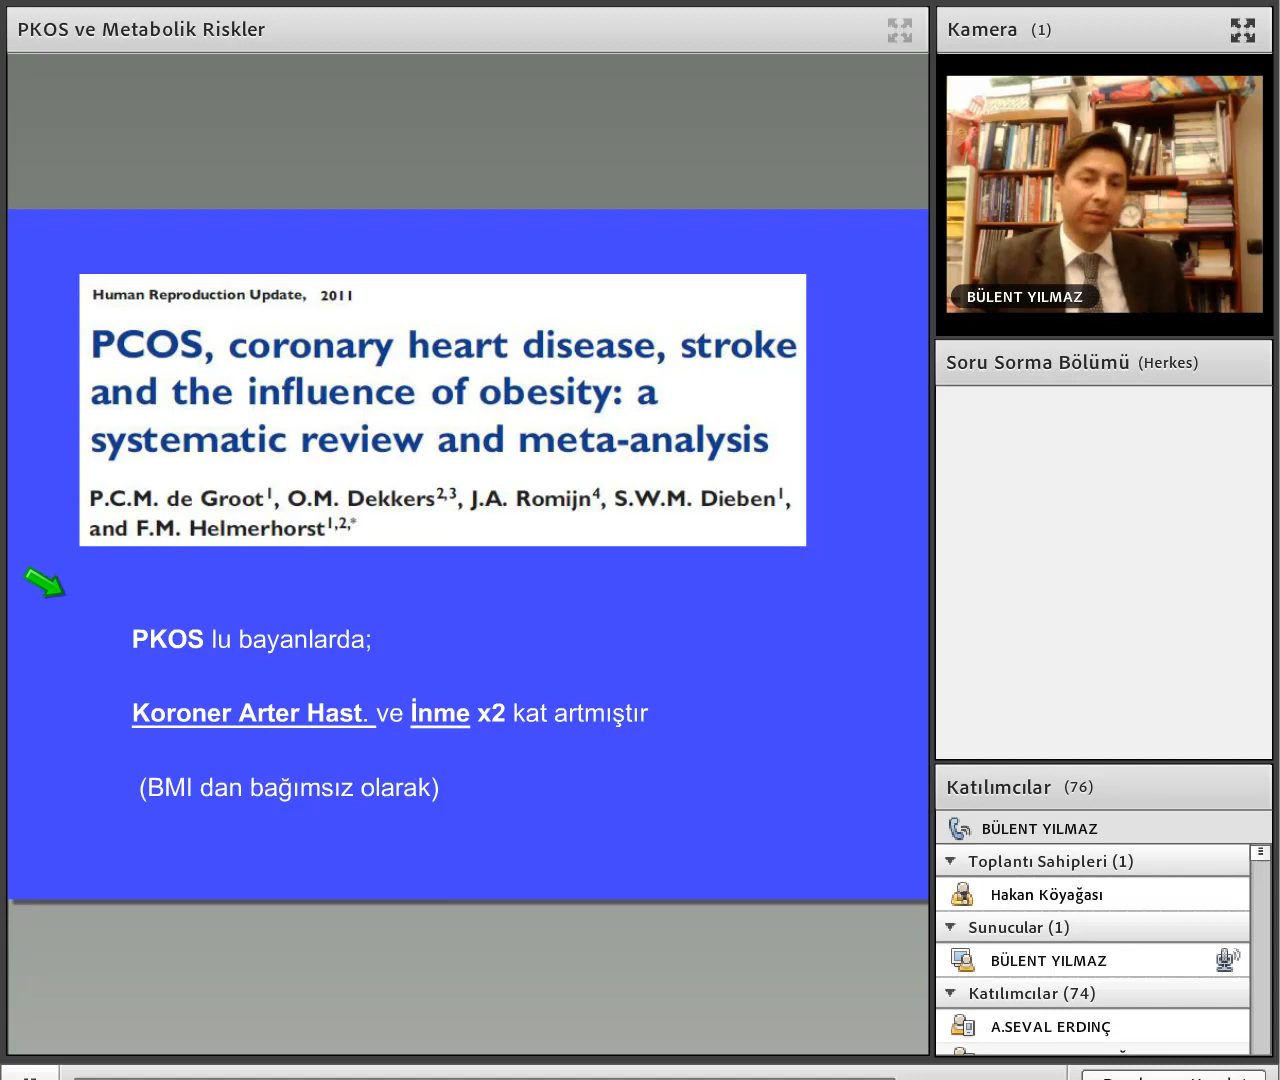 PKOS ve Metabolik Riskler
Human Reproduction Update, 2011
PCOS, coronary heart disease, stroke
and the influence of obesity: a
systematic review and meta-analysis
P.C.M. de Groot¹, O.M. Dekkers²,³, J.A. Romijn⁴, S.W.M. Dieben¹,
and F.M. Helmerhorst¹,²,*
PKOS lu bayanlarda;
Koroner Arter Hast. ve İnme x2 kat artmıştır
(BMI dan bağımsız olarak)
Kamera (1)
BÜLENT YILMAZ
Soru Sorma Bölümü (Herkes)
Katılımcılar (76)
BÜLENT YILMAZ
Toplantı Sahipleri (1)
Hakan Köyağası
Sunucular (1)
BÜLENT YILMAZ
Katılımcılar (74)
A.SEVAL ERDINÇ